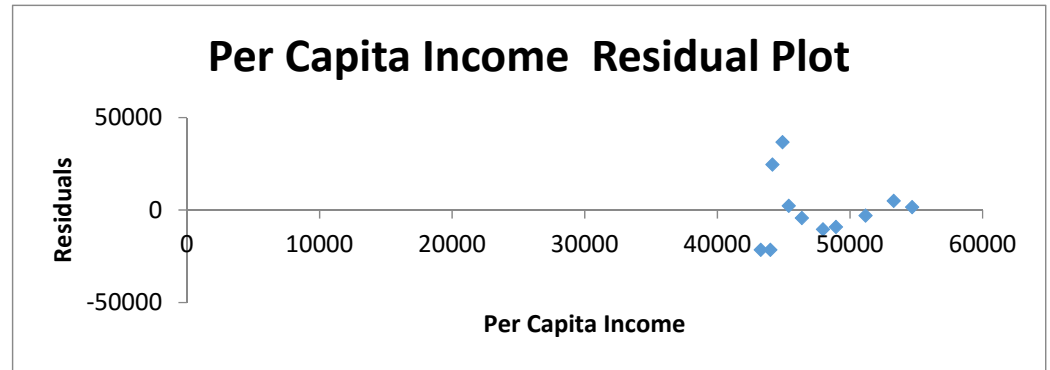 Per Capita Income  Residual Plot
50000
0
-50000
Residuals
0 10000 20000 30000 40000 50000 60000
Per Capita Income